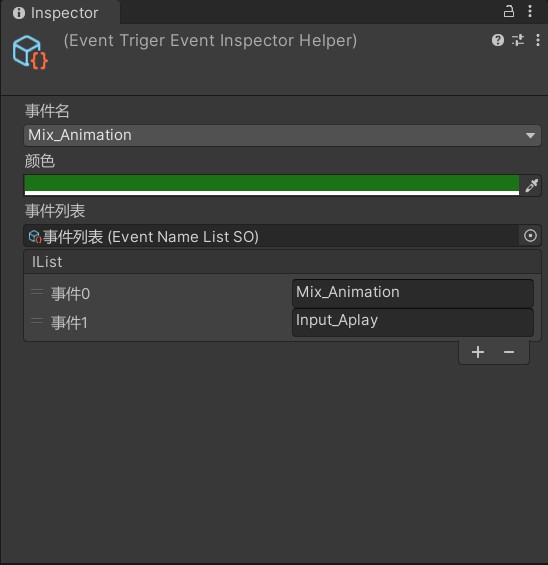 Inspector
(Event Triger Event Inspector Helper)
事件名
Mix_Animation
颜色
事件列表
事件列表 (Event Name List SO)
IList
事件0
Mix_Animation
事件1
Input_Aplay